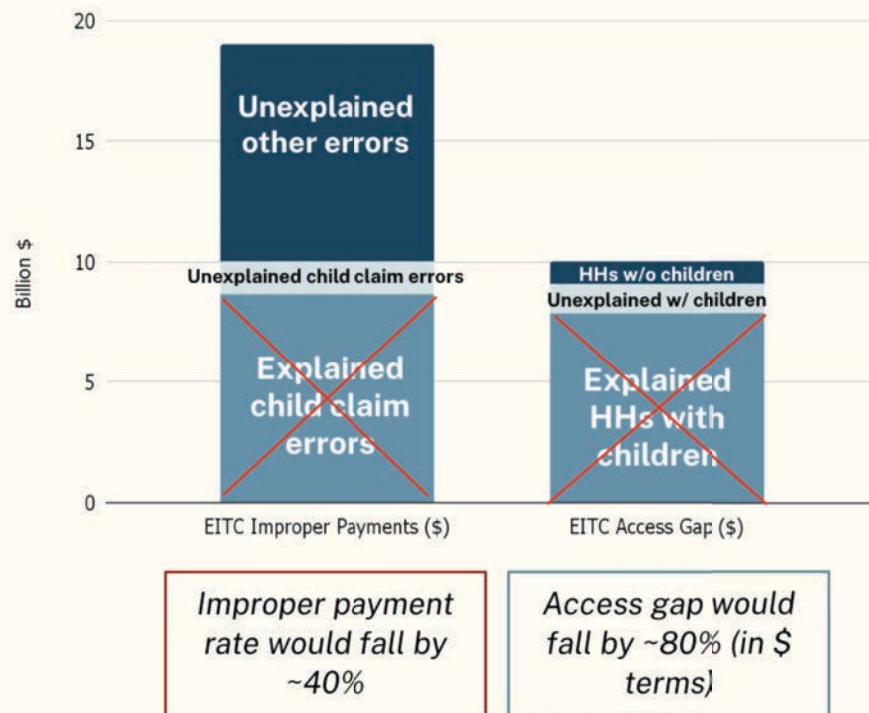 20
Unexplained
other errors
15
Billion $
10
Unexplained child claim errors
HHs w/o children
Unexplained w/ children
5
Explained
child claim
errors
Explained
HHs with
children
0
EITC Improper Payments ($)
EITC Access Gap ($)
Improper payment
rate would fall by
~40%
Access gap would
fall by ~80% (in $
terms)